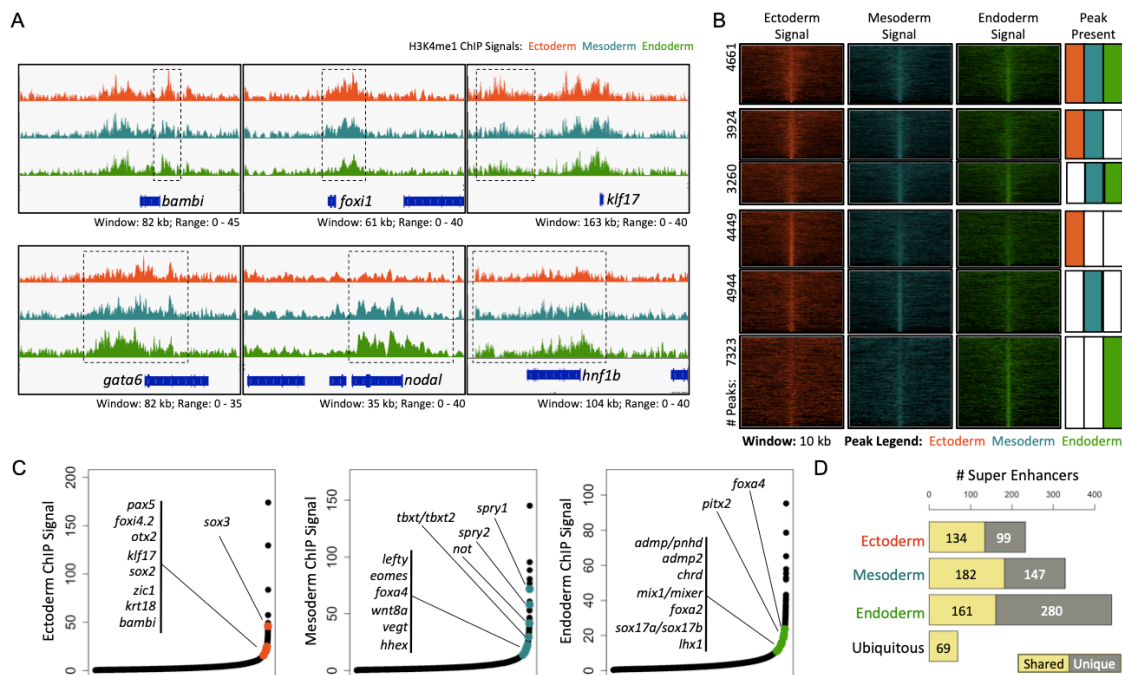 A
H3K4me1 ChIP Signals: Ectoderm Mesoderm Endoderm
bambi
foxi1
klf17
Window: 82 kb; Range: 0 - 45
Window: 61 kb; Range: 0 - 40
Window: 163 kb; Range: 0 - 40
gata6
nodal
hnf1b
Window: 82 kb; Range: 0 - 35
Window: 35 kb; Range: 0 - 40
Window: 104 kb; Range: 0 - 40
B
Ectoderm
Signal
Mesoderm
Signal
Endoderm
Signal
Peak
Present
4661
3924
3260
4449
4944
# Peaks: 7323
Window: 10 kb Peak Legend: Ectoderm Mesoderm Endoderm
C
Ectoderm ChIP Signal
200
150
100
50
0
pax5
foxi4.2
otx2
klf17
sox2
zic1
krt18
bambi
sox3
Mesoderm ChIP Signal
150
100
50
0
spry1
tbxt/tbxt2
spry2
not
lefty
eomes
foxa4
wnt8a
vegt
hhex
Endoderm ChIP Signal
100
80
60
40
20
0
foxa4
pitx2
admp/pnhd
admp2
chrd
mix1/mixer
foxa2
sox17a/sox17b
lhx1
D
# Super Enhancers
0 100 200 300 400
Ectoderm 134 99
Mesoderm 182 147
Endoderm 161 280
Ubiquitous 69
Shared Unique